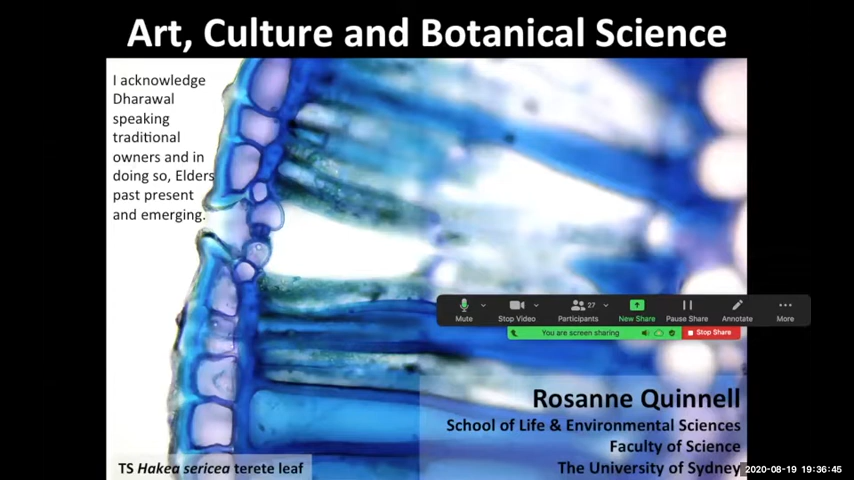 Art, Culture and Botanical Science
I acknowledge
Dharawal
speaking
traditional
owners and in
doing so, Elders
past present
and emerging.
27
Mute
Stop Video
Participants
New Share
Pause Share
Annotate
More
You are screen sharing
Stop Share
Rosanne Quinnell
School of Life & Environmental Sciences
Faculty of Science
The University of Sydney
TS Hakea sericea terete leaf
2020-08-19 19:36:45